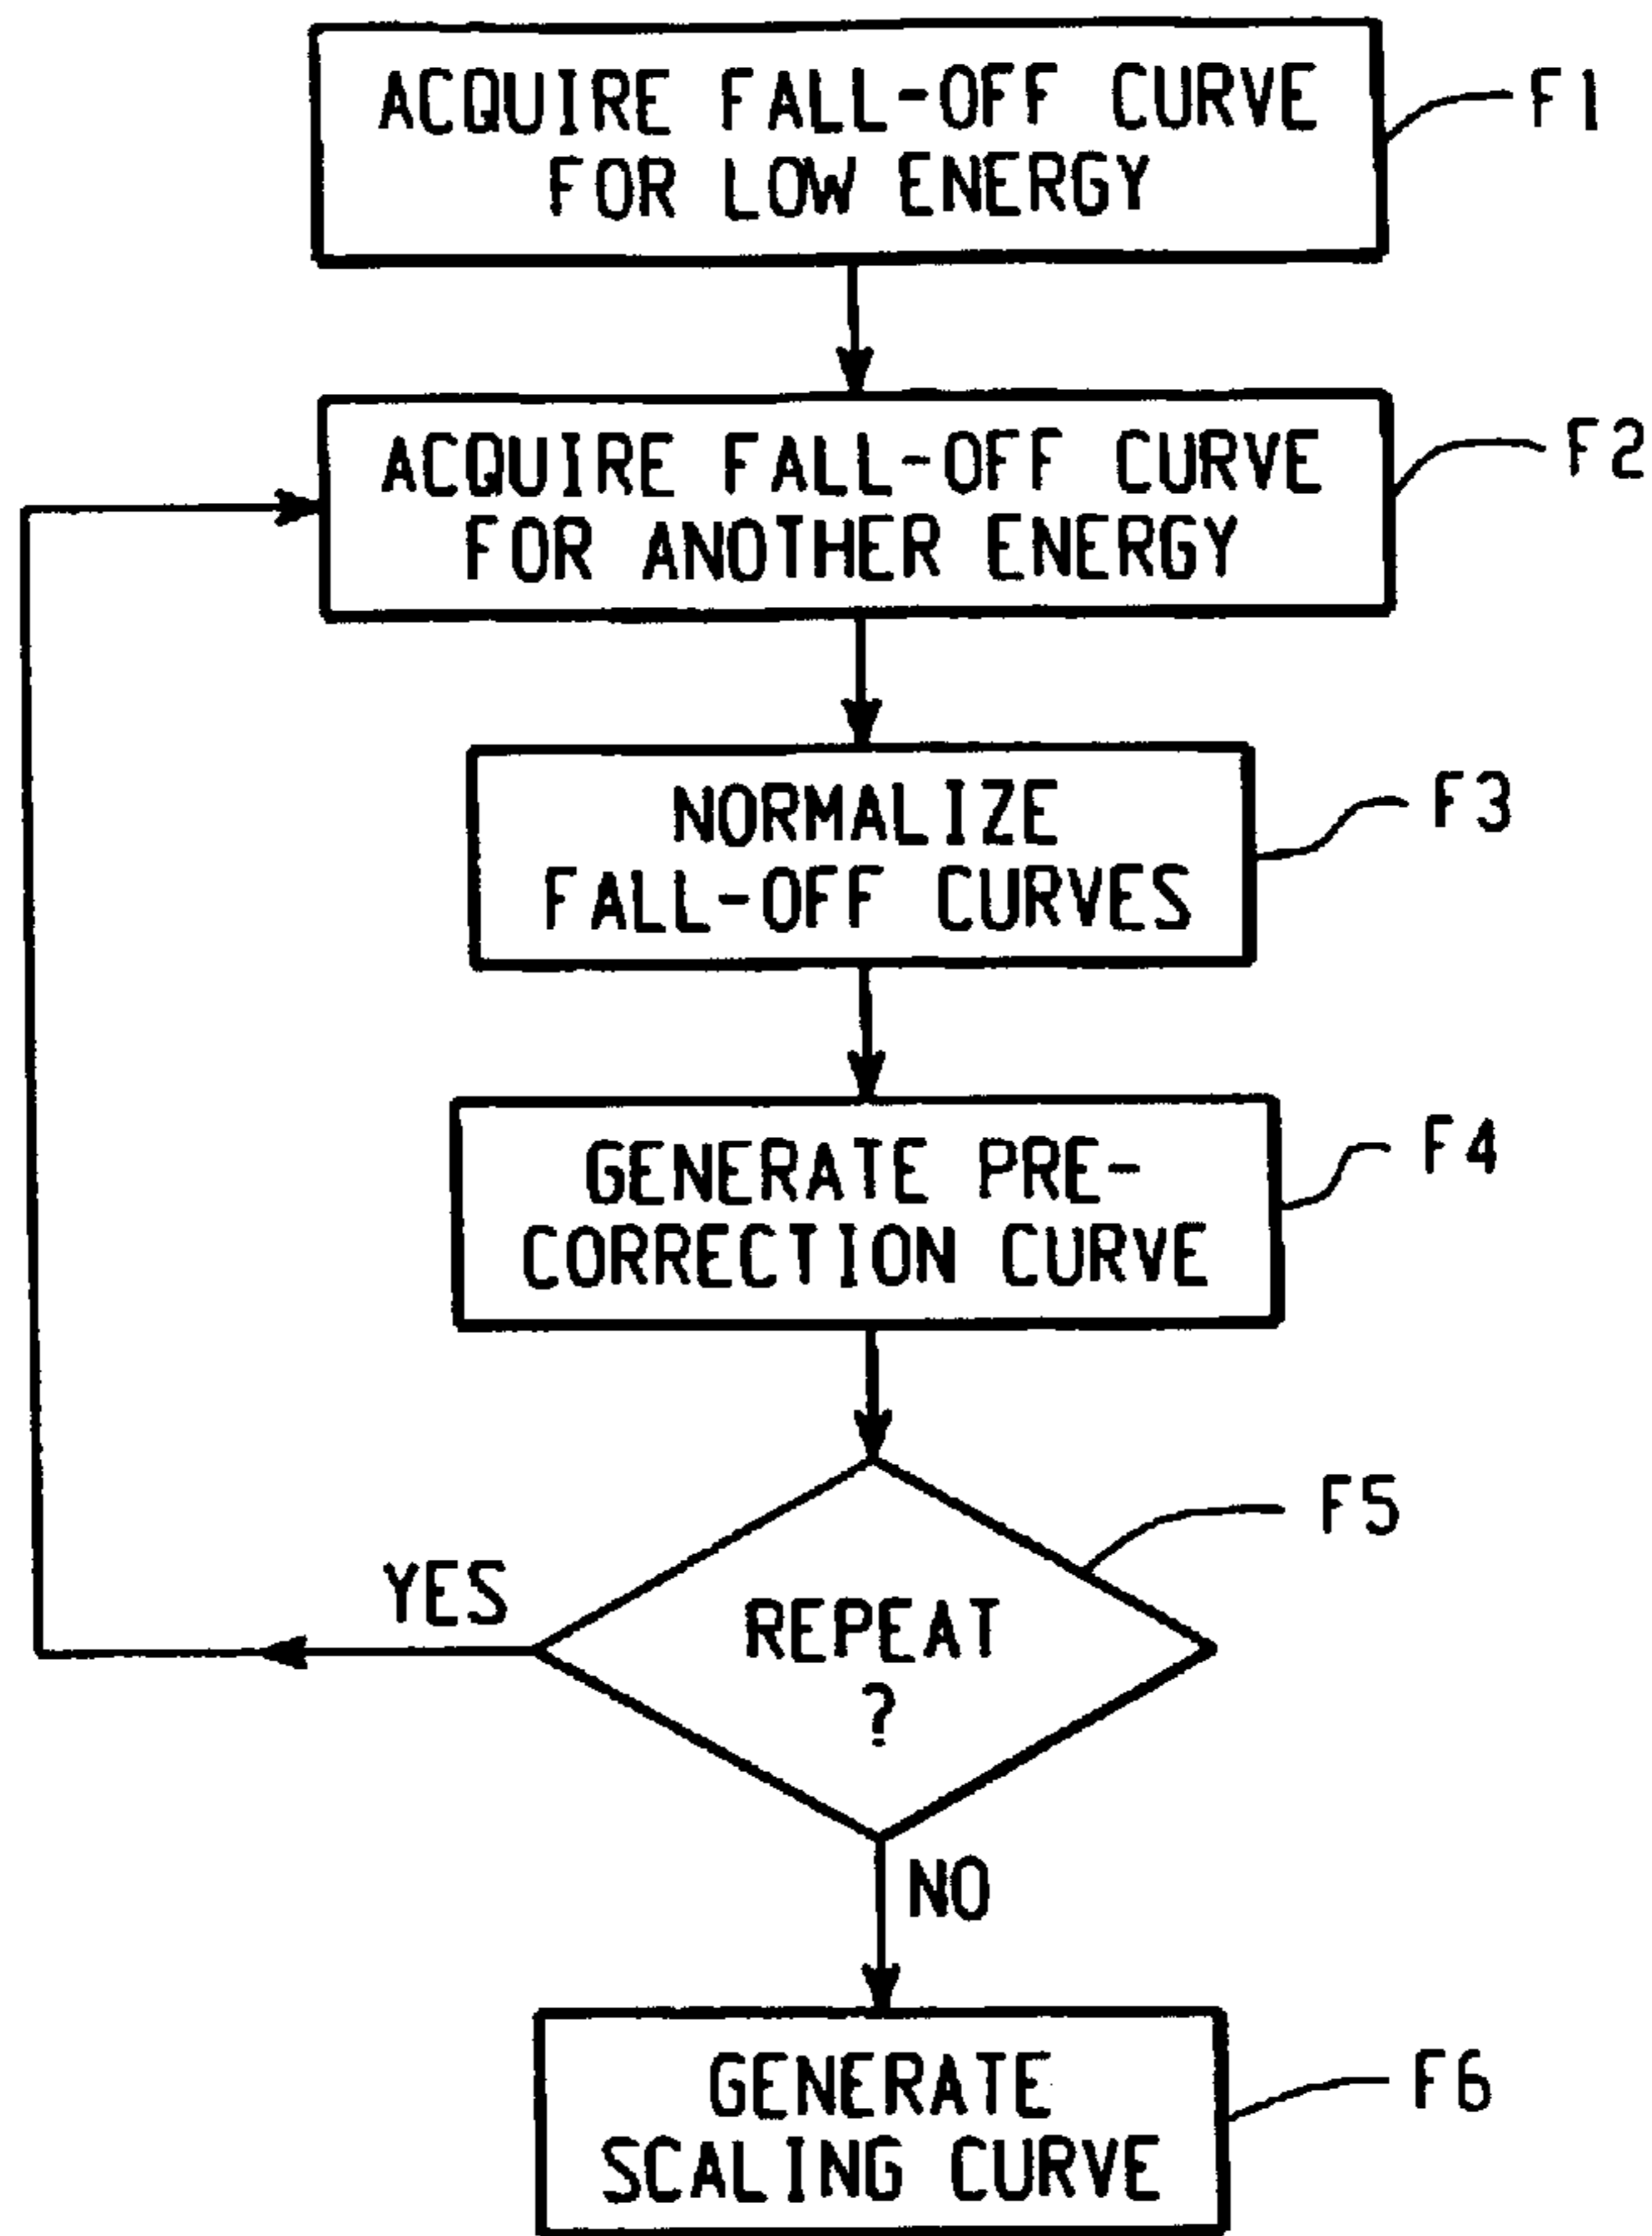 ACQUIRE FALL-OFF CURVE
FOR LOW ENERGY
F1
ACQUIRE FALL-OFF CURVE
FOR ANOTHER ENERGY
F2
NORMALIZE
FALL-OFF CURVES
F3
GENERATE PRE-
CORRECTION CURVE
F4
REPEAT
?
F5
YES
NO
GENERATE
SCALING CURVE
F6